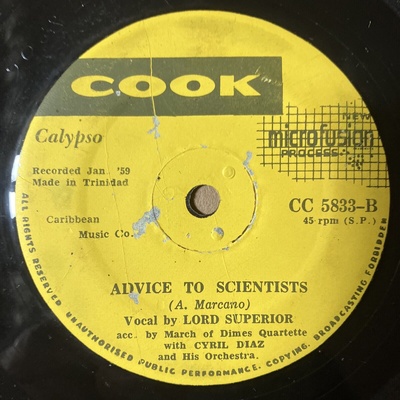 COOK
Calypso
NEW
microfusion
PROCESS
Recorded Jan. '59
Made in Trinidad
CC 5833-B
45 rpm (S.P.)
Caribbean
Music Co.
ADVICE TO SCIENTISTS
(A. Marcano)
Vocal by LORD SUPERIOR
acc. by March of Dimes Quartette
with CYRIL DIAZ
and His Orchestra.
ALL RIGHTS RESERVED UNAUTHORISED PUBLIC PERFORMANCE. COPYING. BROADCASTING FORBIDDEN